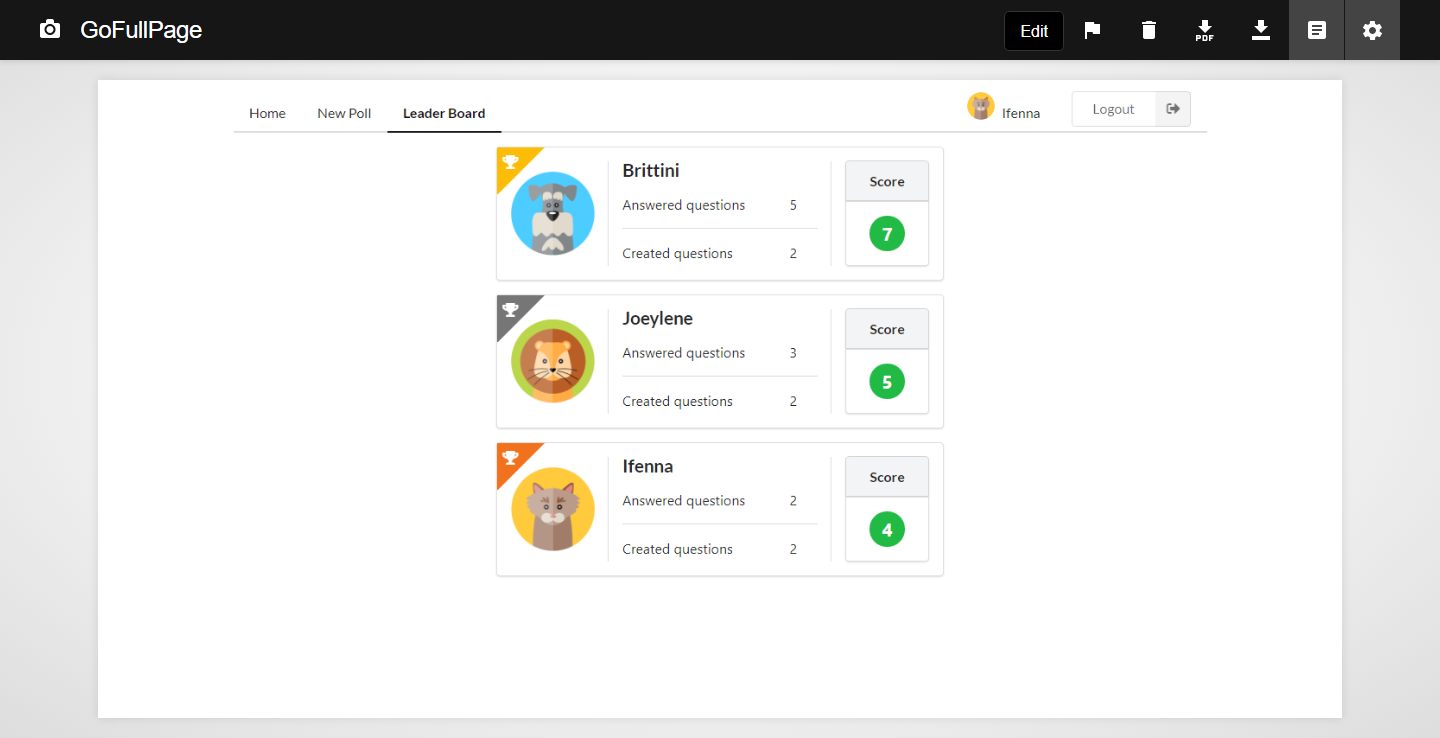 GoFullPage
Edit
PDF
Home New Poll Leader Board Ifenna Logout
Brittini
Score
Answered questions 5
7
Created questions 2
Joeylene
Score
Answered questions 3
5
Created questions 2
Ifenna
Score
Answered questions 2
4
Created questions 2